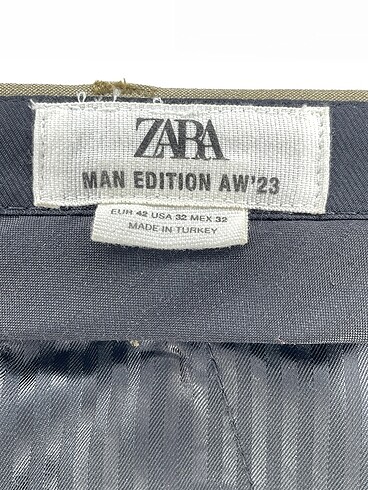 ZARA
MAN EDITION AW'23
EUR 42 USA 32 MEX 32
MADE IN TURKEY